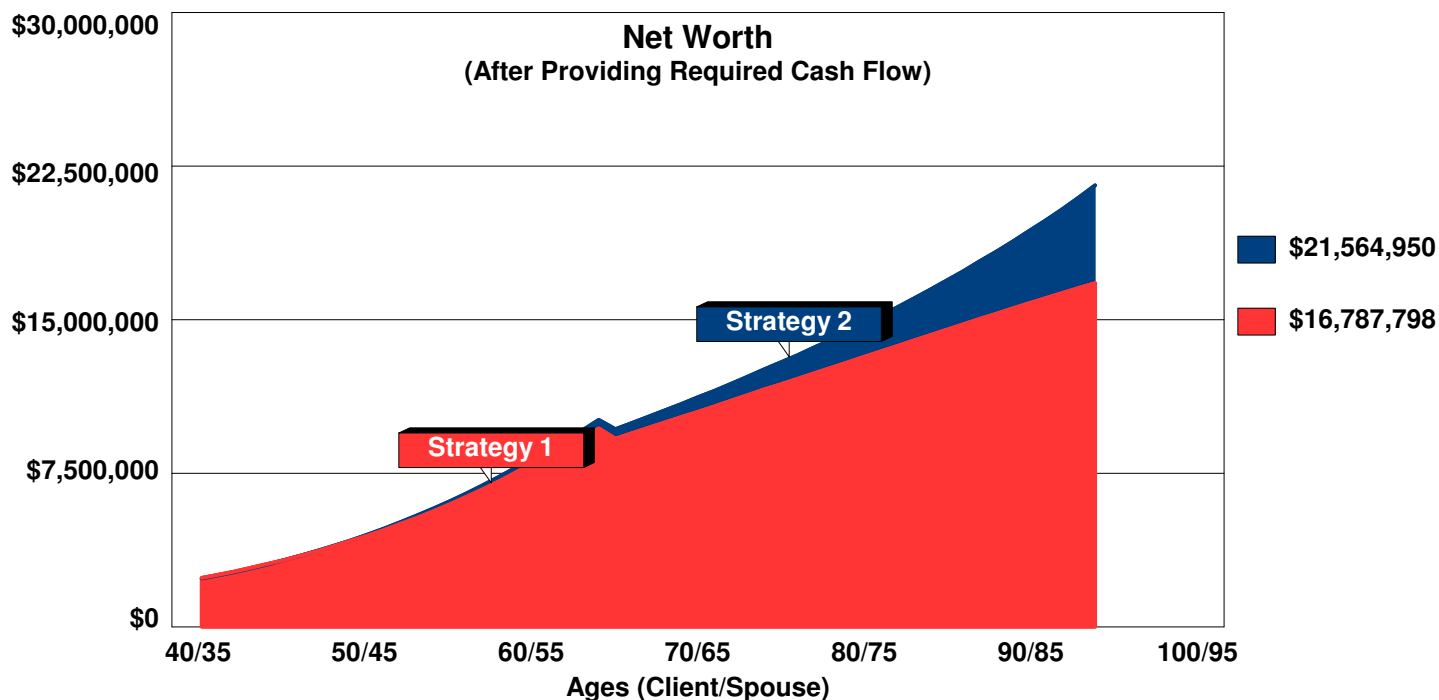 $30,000,000
Net Worth
(After Providing Required Cash Flow)
$22,500,000
$21,564,950
$15,000,000
Strategy 2
$16,787,798
Strategy 1
$7,500,000
$0
40/35 50/45 60/55 70/65 80/75 90/85 100/95
Ages (Client/Spouse)